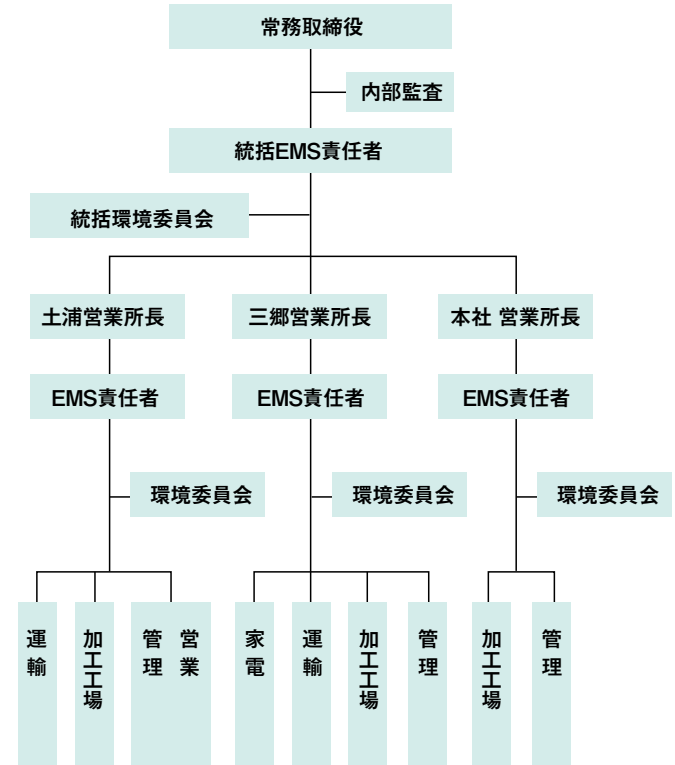 常務取締役
内部監査
統括EMS責任者
統括環境委員会
土浦営業所長
三郷営業所長
本社 営業所長
EMS責任者
EMS責任者
EMS責任者
環境委員会
環境委員会
環境委員会
運輸
加工工場
営業
管理
家電
運輸
加工工場
管理
加工工場
管理